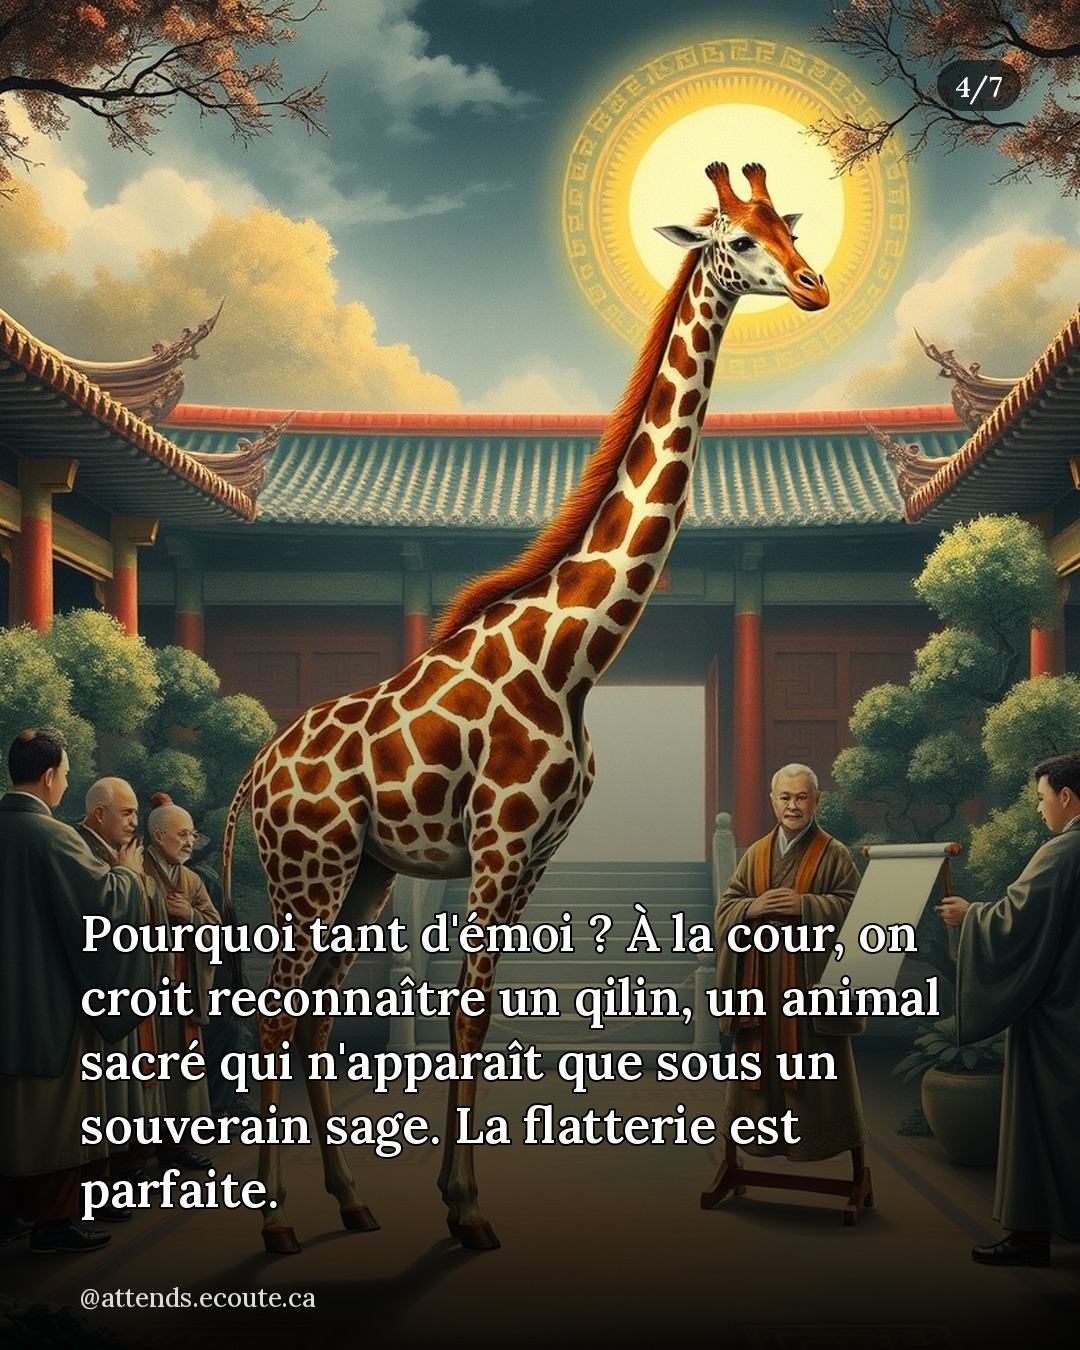 4/7
Pourquoi tant d'émoi ? À la cour, on
croit reconnaître un qilin, un animal
sacré qui n'apparaît que sous un
souverain sage. La flatterie est
parfaite.
@attends.ecoute.ca